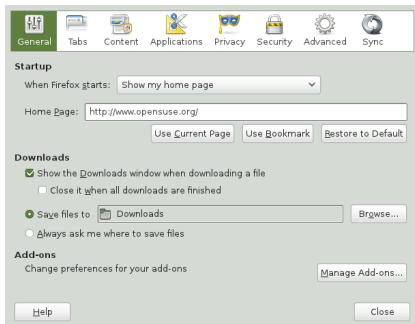 General Tabs Content Applications Privacy Security Advanced Sync
Startup
When Firefox starts: Show my home page
Home Page: http://www.opensuse.org/
Use Current Page Use Bookmark Restore to Default
Downloads
Show the Downloads window when downloading a file
Close it when all downloads are finished
Save files to Downloads Browse...
Always ask me where to save files
Add-ons
Change preferences for your add-ons
Manage Add-ons...
Help Close